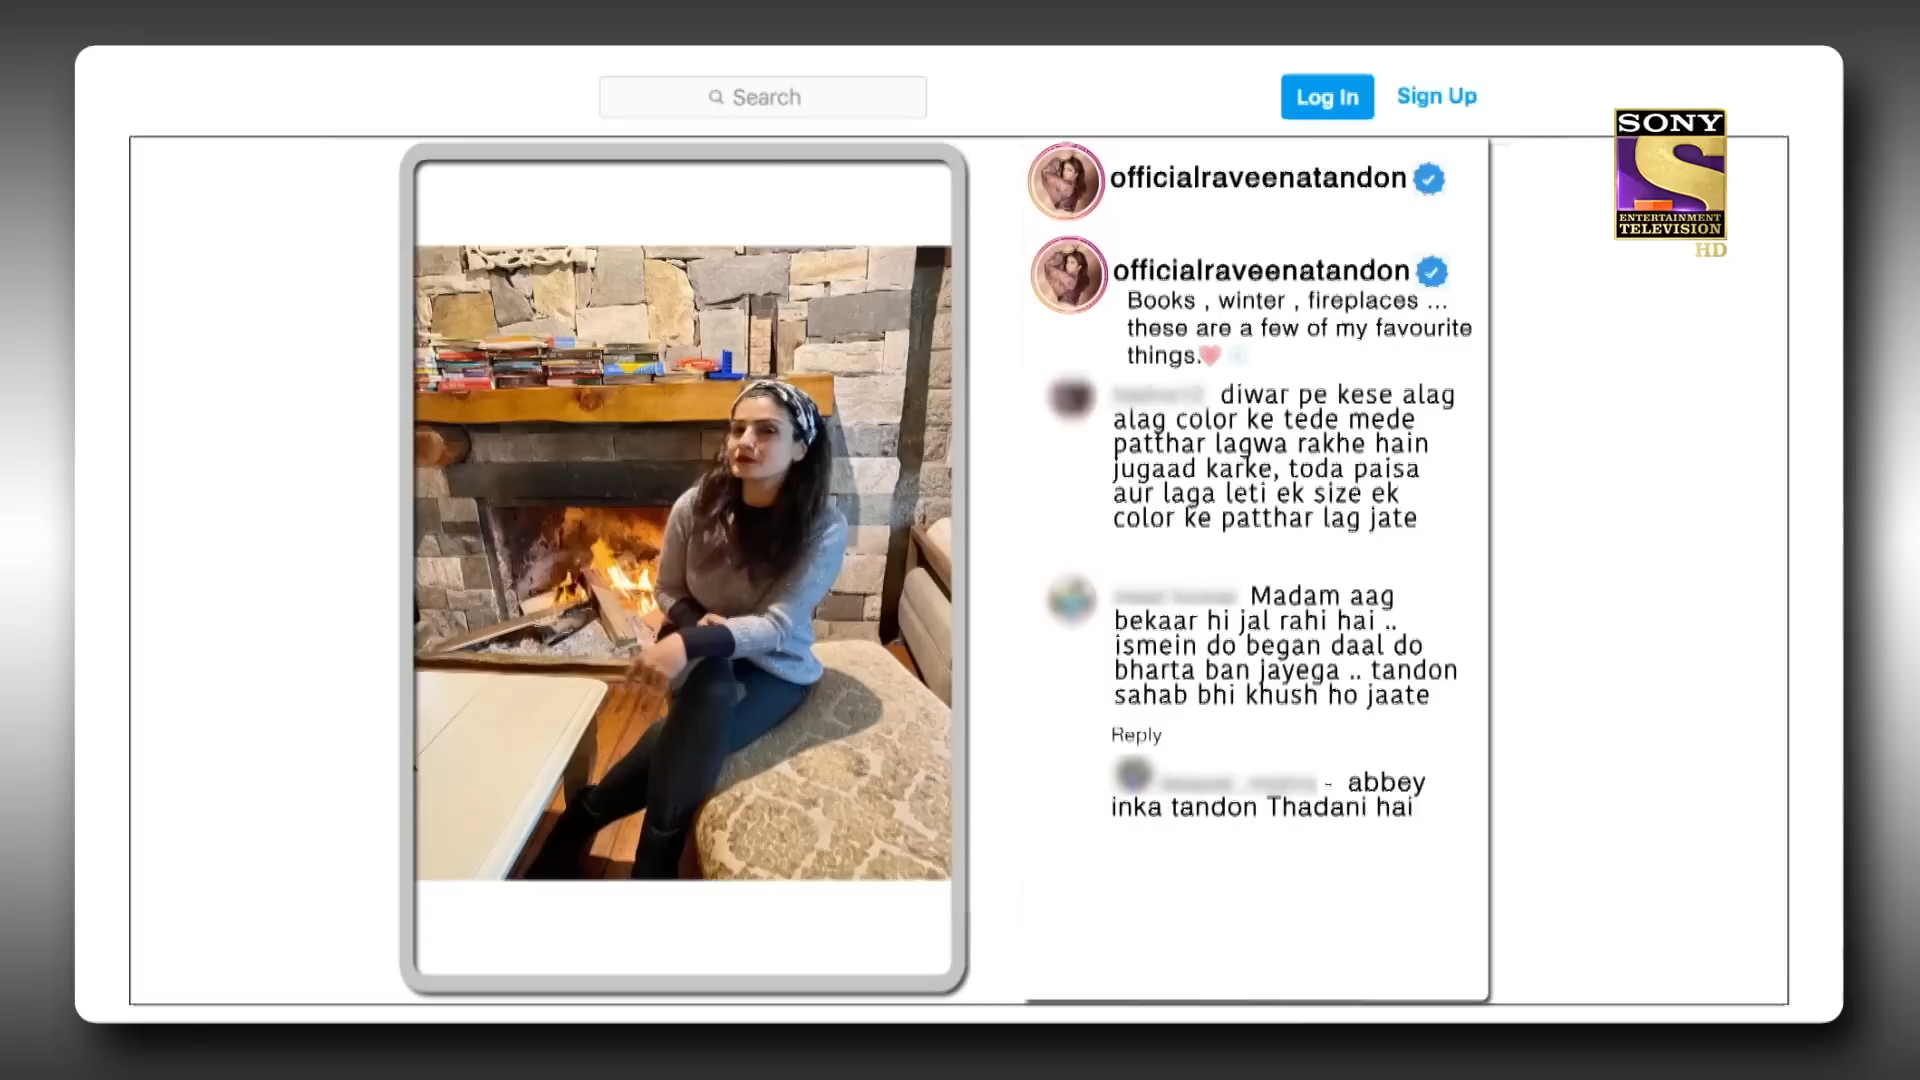 Search
Log In
Sign Up
SONY
ENTERTAINMENT
TELEVISION
HD
officialraveenatandon
officialraveenatandon
Books , winter , fireplaces ...
these are a few of my favourite
things.
diwar pe kese alag
alag color ke tede mede
patthar lagwa rakhe hain
jugaad karke, toda paisa
aur laga leti ek size ek
color ke patthar lag jate
Madam aag
bekaar hi jal rahi hai ..
ismein do began daal do
bharta ban jayega .. tandon
sahab bhi khush ho jaate
Reply
- abbey
inka tandon Thadani hai